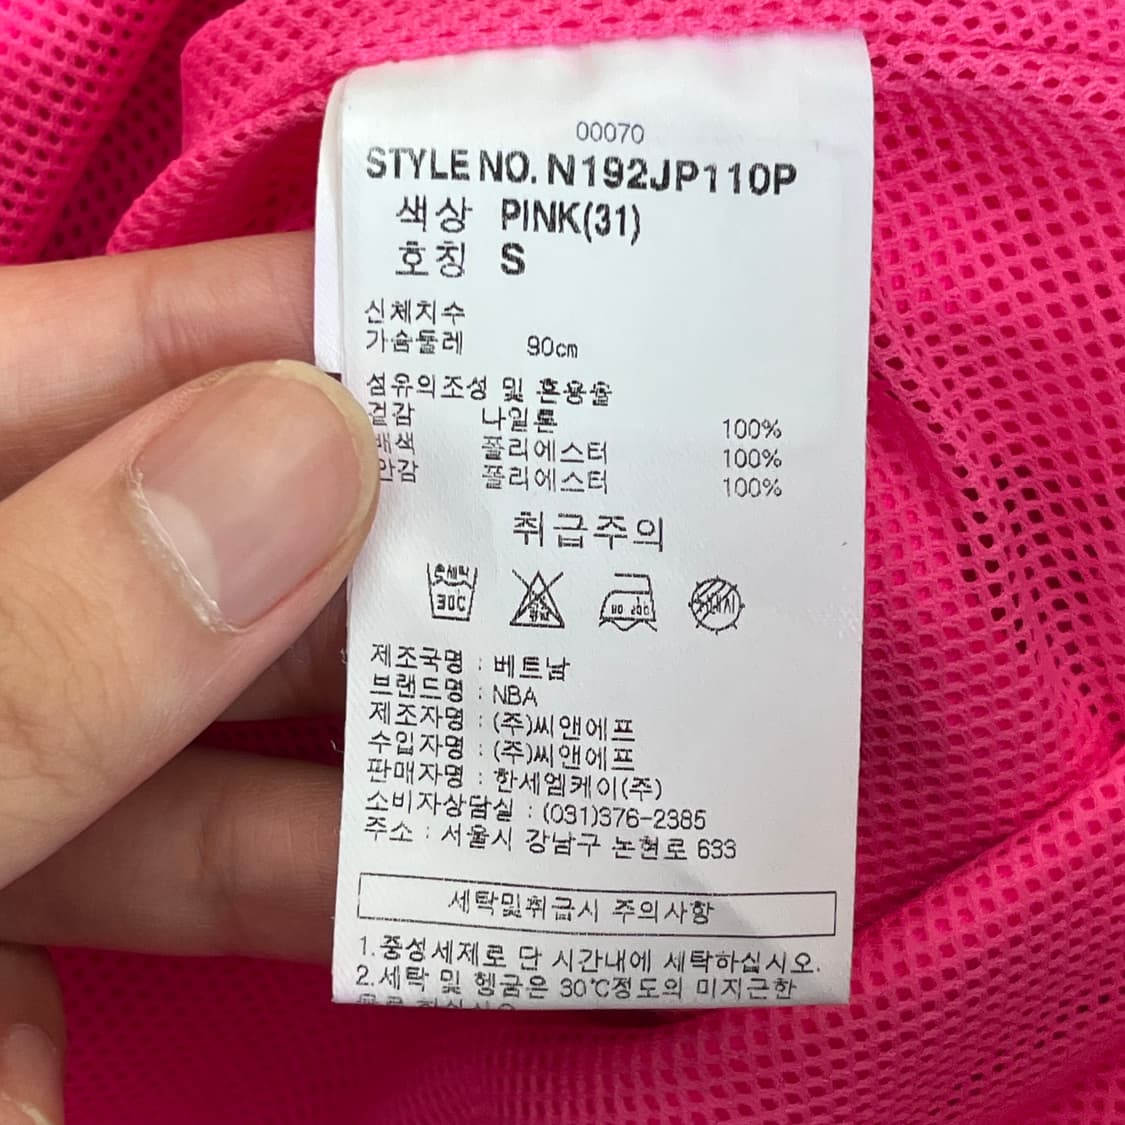 00070
STYLE NO. N192JP110P
색상 PINK(31)
호칭 S
신체치수
가슴둘레 90cm
섬유의조성 및 혼용율
겉감 나일론 100%
배색 폴리에스터 100%
안감 폴리에스터 100%
취급주의
손세탁 30C
제조국명 : 베트남
브랜드명 : NBA
제조자명 : (주)씨앤에프
수입자명 : (주)씨앤에프
판매자명 : 한세엠케이(주)
소비자상담실 : (031)376-2385
주소 : 서울시 강남구 논현로 633
세탁및취급시 주의사항
1.중성세제로 단 시간내에 세탁하십시오.
2.세탁 및 헹굼은 30℃정도의 미지근한